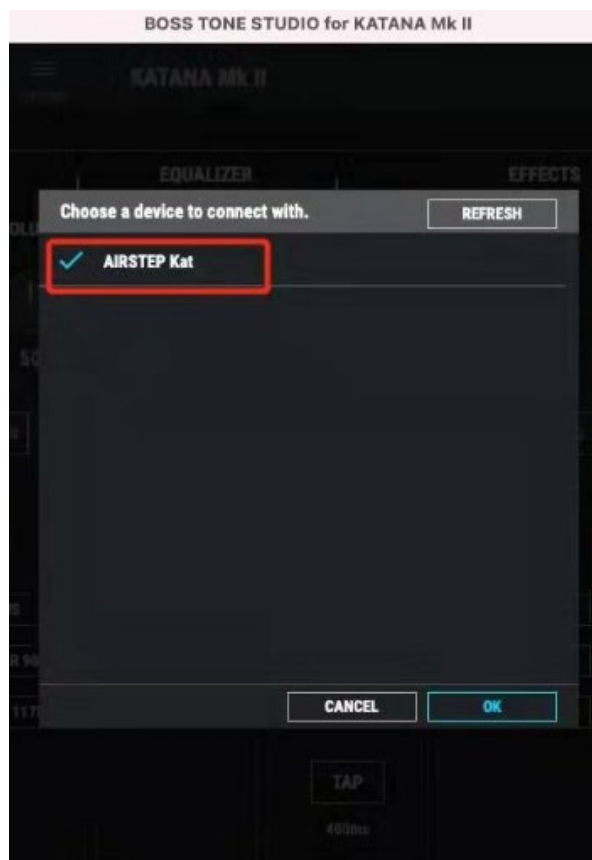 BOSS TONE STUDIO for KATANA Mk II
KATANA Mk II
EQUALIZER EFFECTS
Choose a device to connect with. REFRESH
AIRSTEP Kat
CANCEL OK
TAP
400ms